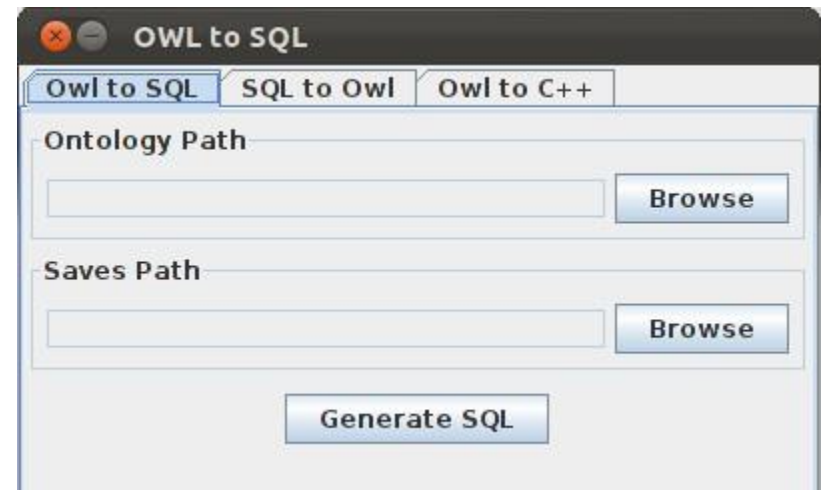 OWL to SQL
Owl to SQL SQL to Owl Owl to C++
Ontology Path
Browse
Saves Path
Browse
Generate SQL